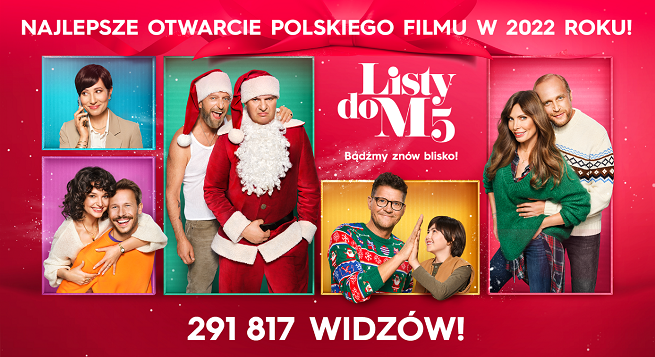 NAJLEPSZE OTWARCIE POLSKIEGO FILMU W 2022 ROKU!
Listy
do M5
Bądźmy znów blisko!
291 817 WIDZÓW!